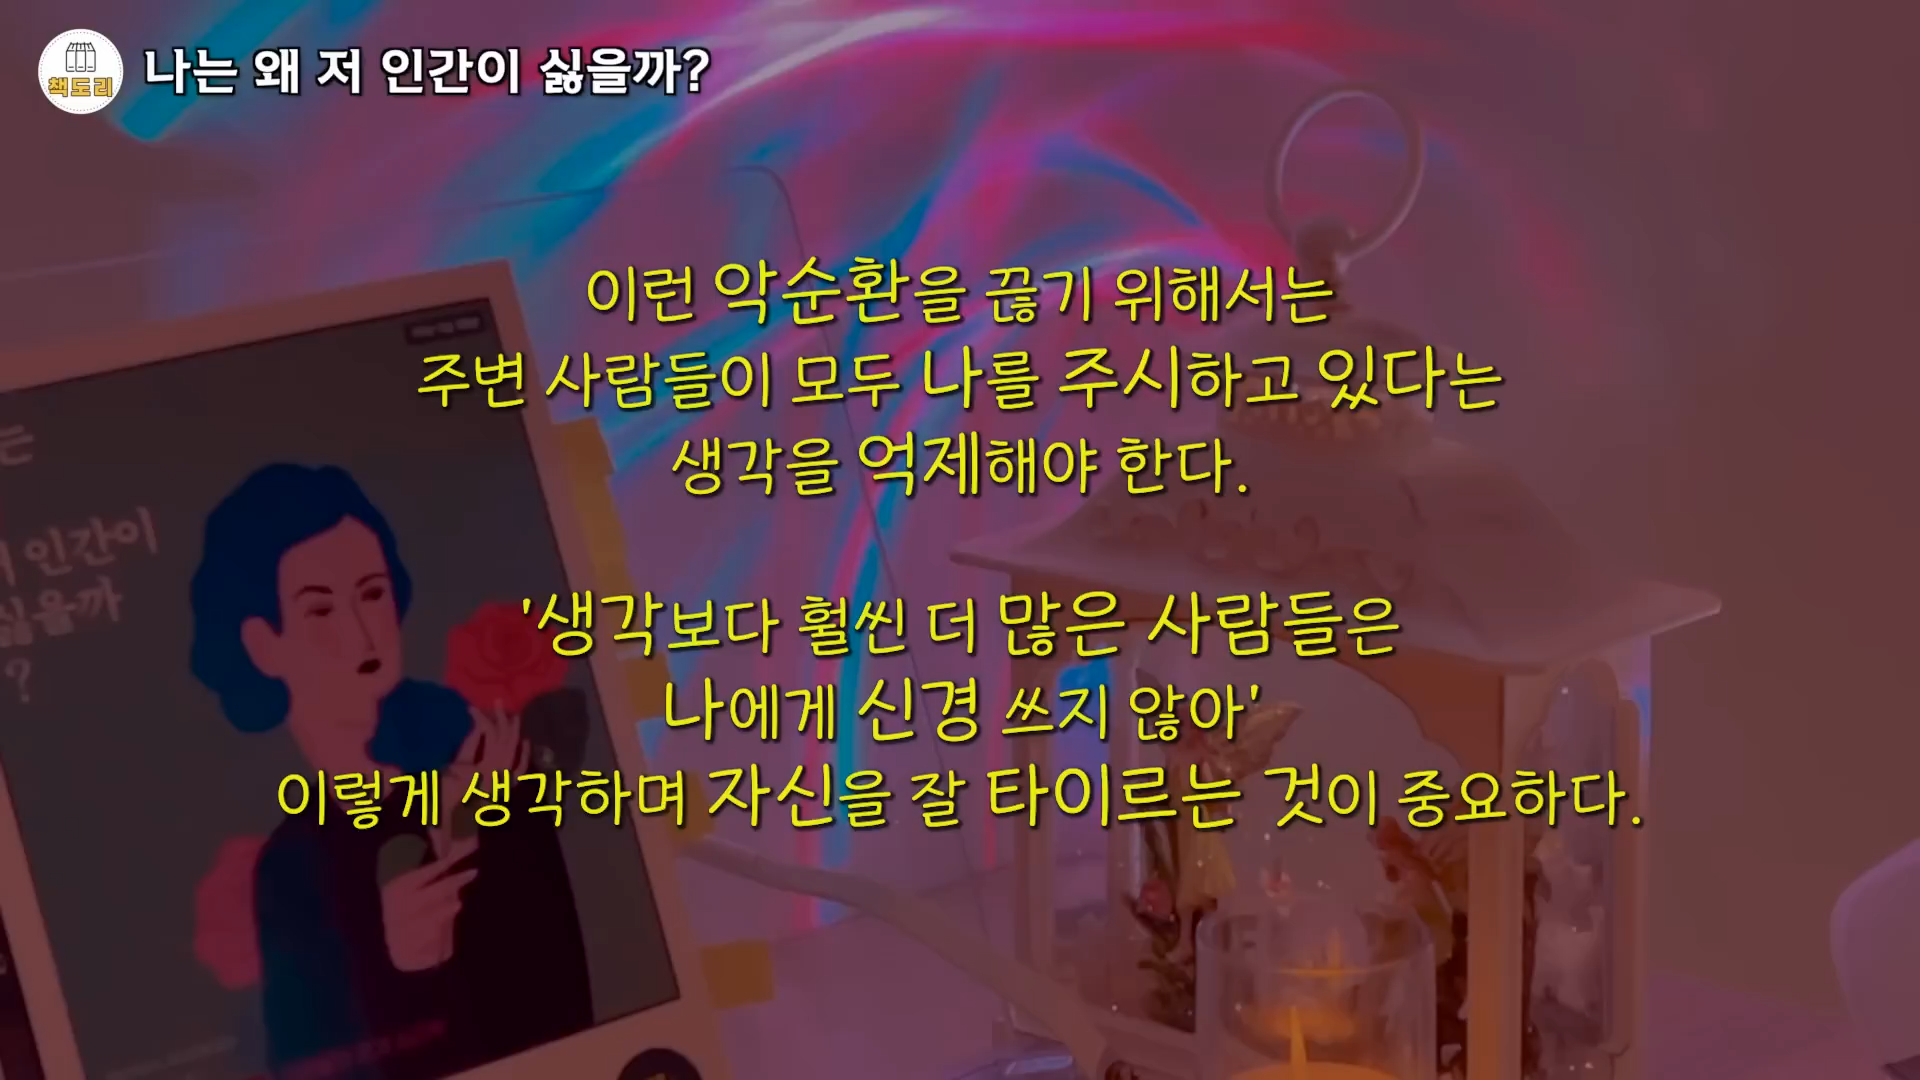 책도리
나는 왜 저 인간이 싫을까?
이런 악순환을 끊기 위해서는
주변 사람들이 모두 나를 주시하고 있다는
생각을 억제해야 한다.
'생각보다 훨씬 더 많은 사람들은
나에게 신경 쓰지 않아'
이렇게 생각하며 자신을 잘 타이르는 것이 중요하다.
는
저 인간이
싫을까
?